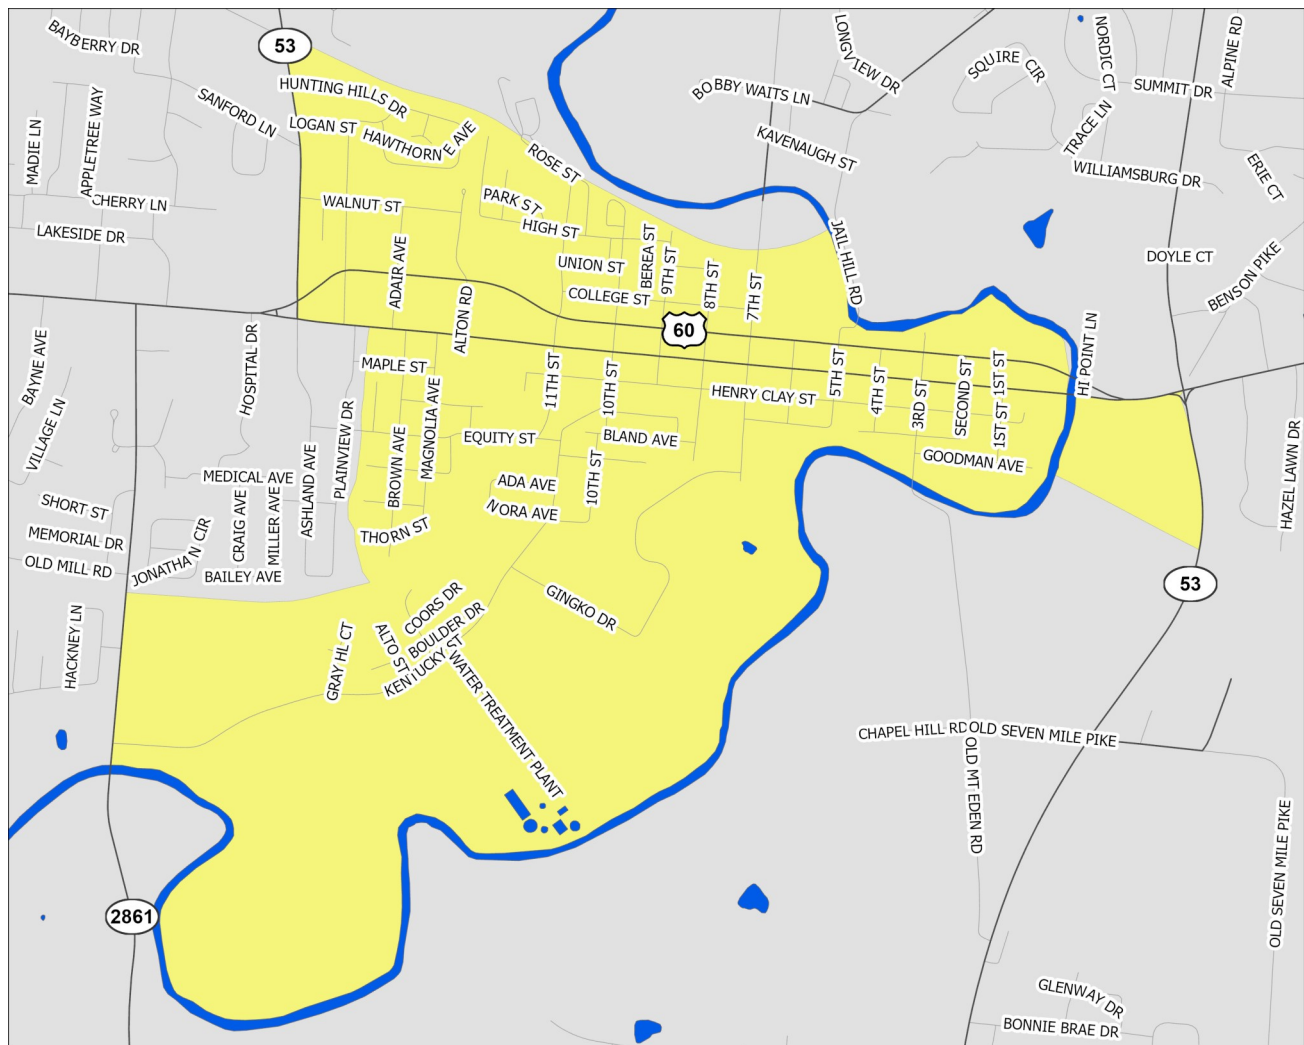 BAYBERRY DR
53
LONGVIEW DR
SQUIRE CIR
NORDIC CT
ALPINE RD
SUMMIT DR
BOBBY WAITS LN
HUNTING HILLS DR
SANFORD LN
APPLETREE WAY
MADIE LN
LOGAN ST
HAWTHORNE AVE
ROSE ST
KAVENAUGH ST
TRACE LN
WILLIAMSBURG DR
ERIE CT
CHERRY LN
WALNUT ST
PARK ST
HIGH ST
LAKESIDE DR
JAIL HILL RD
BEREA ST
9TH ST
8TH ST
7TH ST
UNION ST
COLLEGE ST
ADAIR AVE
ALTON RD
DOYLE CT
BENSON PIKE
60
HI POINT LN
BAYNE AVE
HOSPITAL DR
MAPLE ST
MAGNOLIA AVE
11TH ST
10TH ST
HENRY CLAY ST
5TH ST
4TH ST
3RD ST
SECOND ST
1ST ST
1ST ST
VILLAGE LN
PLAINVIEW DR
EQUITY ST
BLAND AVE
GOODMAN AVE
HAZEL LAWN DR
MEDICAL AVE
ASHLAND AVE
BROWN AVE
ADA AVE
10TH ST
NORA AVE
SHORT ST
MEMORIAL DR
CRAIG AVE
MILLER AVE
THORN ST
OLD MILL RD
JONATHAN CIR
BAILEY AVE
53
COORS DR
BOULDER DR
GINGKO DR
HACKNEY LN
GRAY HL CT
ALTO ST
KENTUCKY ST
WATER TREATMENT PLANT
CHAPEL HILL RD
OLD SEVEN MILE PIKE
OLD MT EDEN RD
OLD SEVEN MILE PIKE
2861
GLENWAY DR
BONNIE BRAE DR